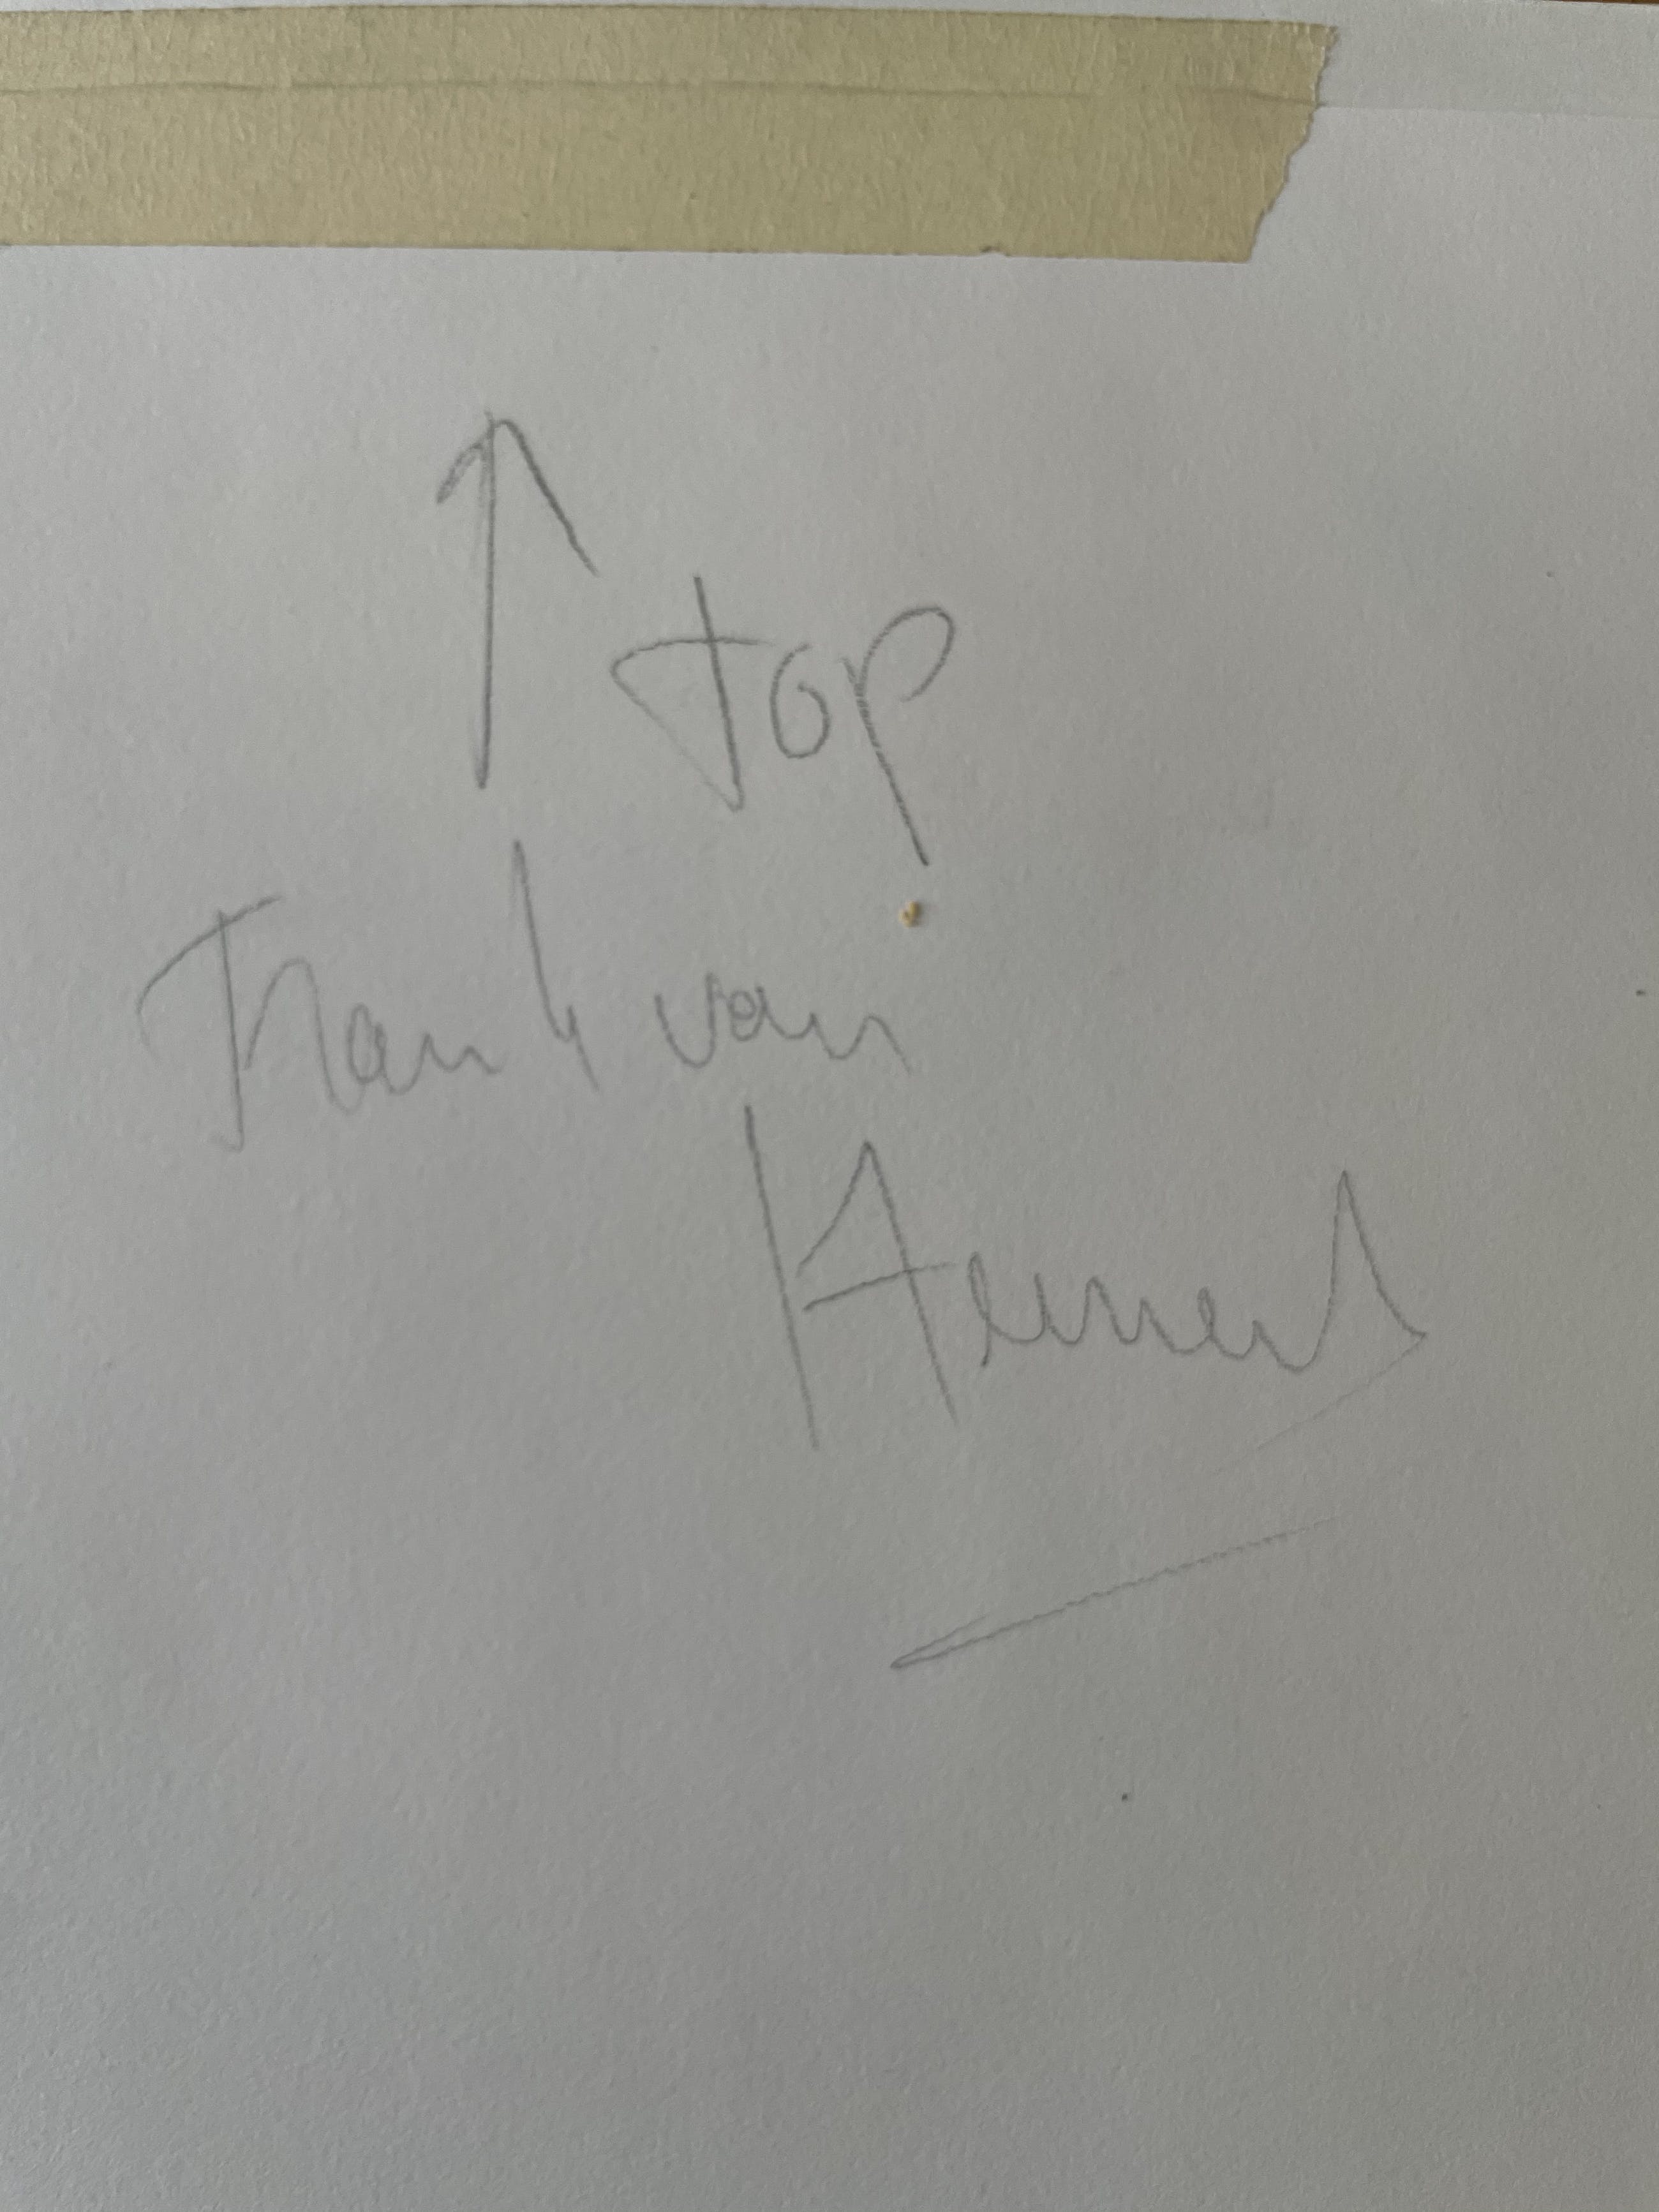 ↑ top
Frank van
Hemert